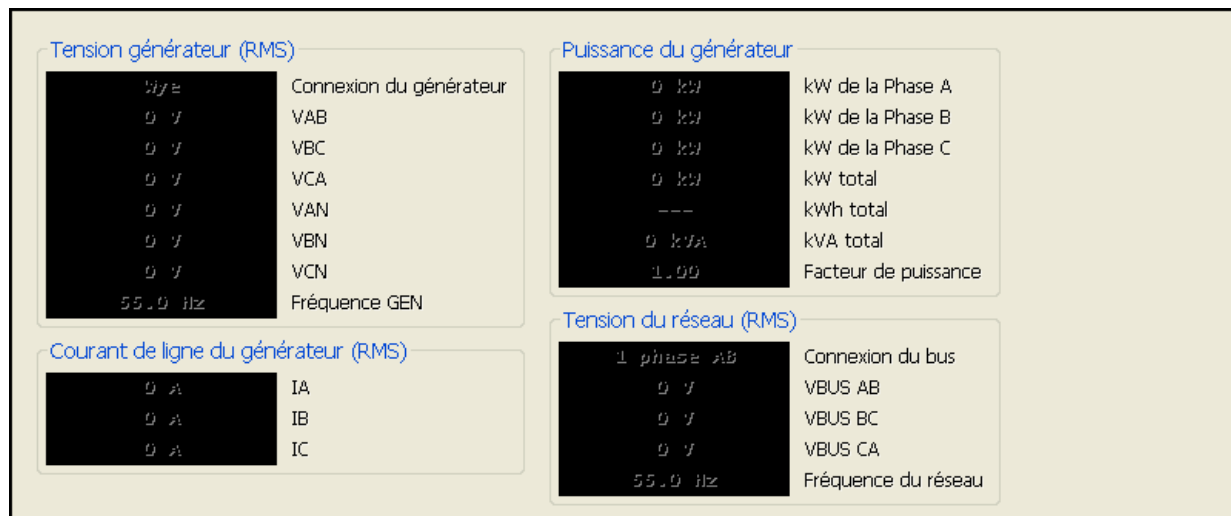 Tension générateur (RMS)
Wye Connexion du générateur
0 V VAB
0 V VBC
0 V VCA
0 V VAN
0 V VBN
0 V VCN
55.0 Hz Fréquence GEN
Courant de ligne du générateur (RMS)
0 A IA
0 A IB
0 A IC
Puissance du générateur
0 kW kW de la Phase A
0 kW kW de la Phase B
0 kW kW de la Phase C
0 kW kW total
--- kWh total
0 kVA kVA total
1.00 Facteur de puissance
Tension du réseau (RMS)
1 phase AB Connexion du bus
0 V VBUS AB
0 V VBUS BC
0 V VBUS CA
55.0 Hz Fréquence du réseau